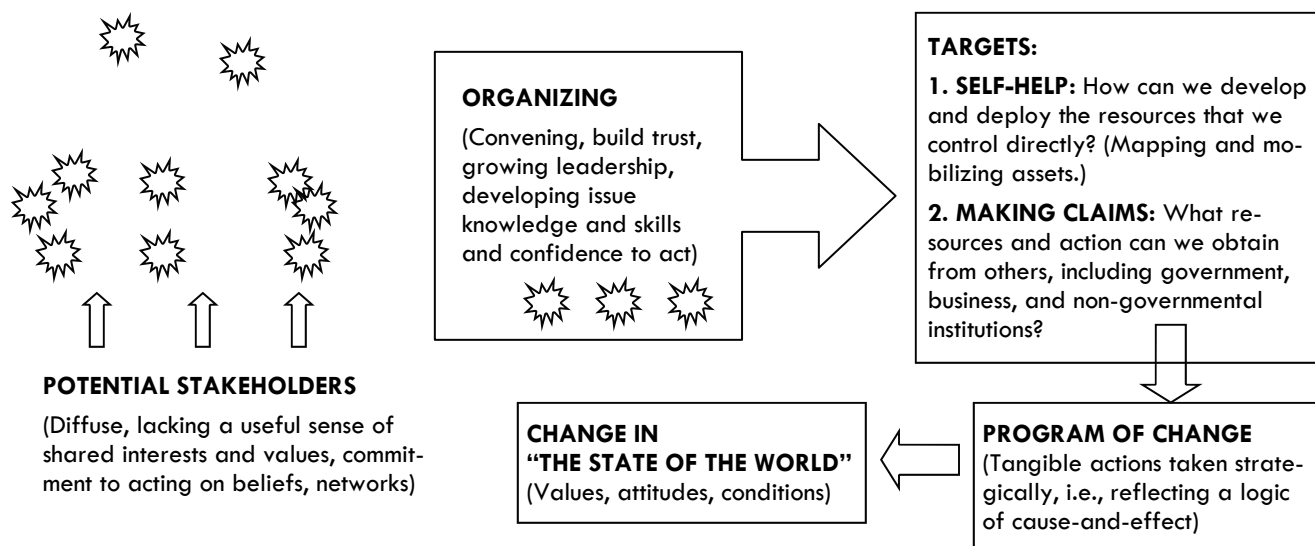 ORGANIZING
(Convening, build trust,
growing leadership,
developing issue
knowledge and skills
and confidence to act)
TARGETS:
1. SELF-HELP: How can we develop
and deploy the resources that we
control directly? (Mapping and mo-
bilizing assets.)
2. MAKING CLAIMS: What re-
sources and action can we obtain
from others, including government,
business, and non-governmental
institutions?
POTENTIAL STAKEHOLDERS
(Diffuse, lacking a useful sense of
shared interests and values, commit-
ment to acting on beliefs, networks)
CHANGE IN
“THE STATE OF THE WORLD”
(Values, attitudes, conditions)
PROGRAM OF CHANGE
(Tangible actions taken strate-
gically, i.e., reflecting a logic
of cause-and-effect)